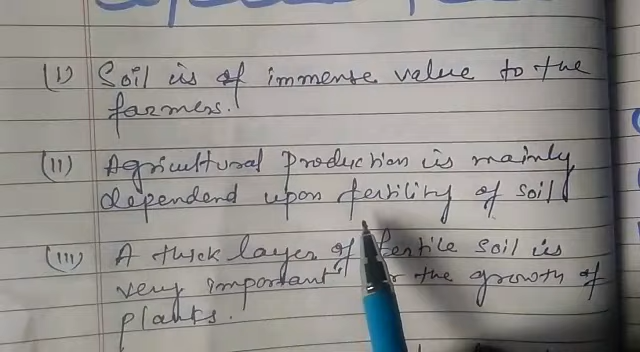 (I) Soil is of immense value to the
farmers.
(II) Agricultural production is mainly
dependend upon fertility of soil
(III) A thick layer of fertile soil is
very important the growth of
plants.